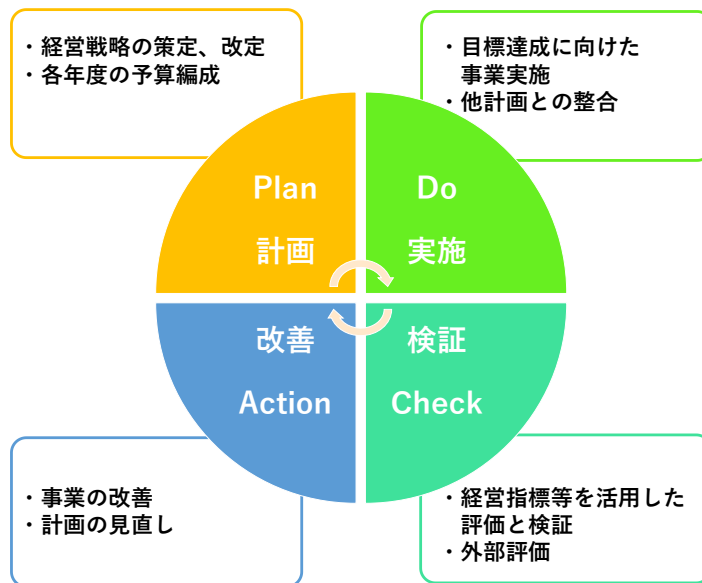 ・経営戦略の策定、改定
・各年度の予算編成
・目標達成に向けた
事業実施
・他計画との整合
Plan
計画
Do
実施
改善
Action
検証
Check
・事業の改善
・計画の見直し
・経営指標等を活用した
評価と検証
・外部評価